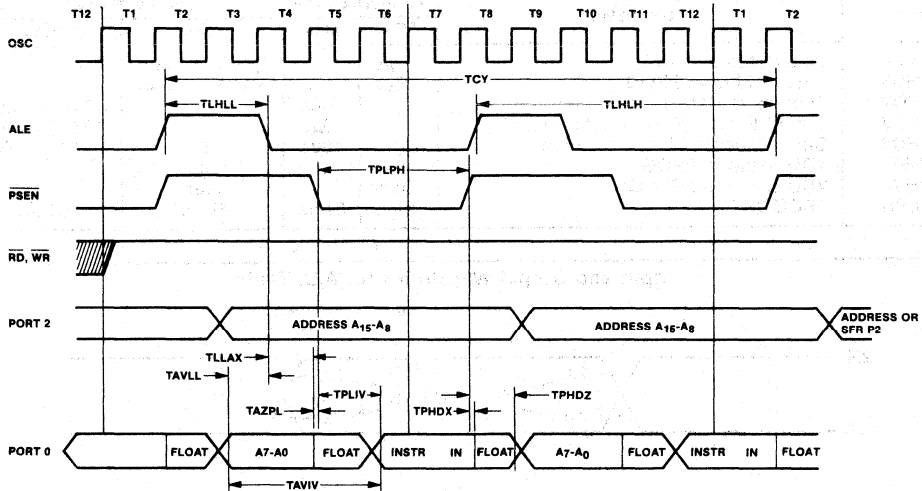 T12 T1 T2 T3 T4 T5 T6 T7 T8 T9 T10 T11 T12 T1 T2
OSC
TCY
TLHLL TLHLH
ALE
TPLPH
PSEN
RD, WR
PORT 2 ADDRESS A15-A8 ADDRESS A15-A8 ADDRESS OR
SFR P2
TLLAX
TAVLL
TPLIV TPHDZ
TAZPL TPHDX
PORT 0 FLOAT A7-A0 FLOAT INSTR IN FLOAT A7-A0 FLOAT INSTR IN FLOAT
TAVIV